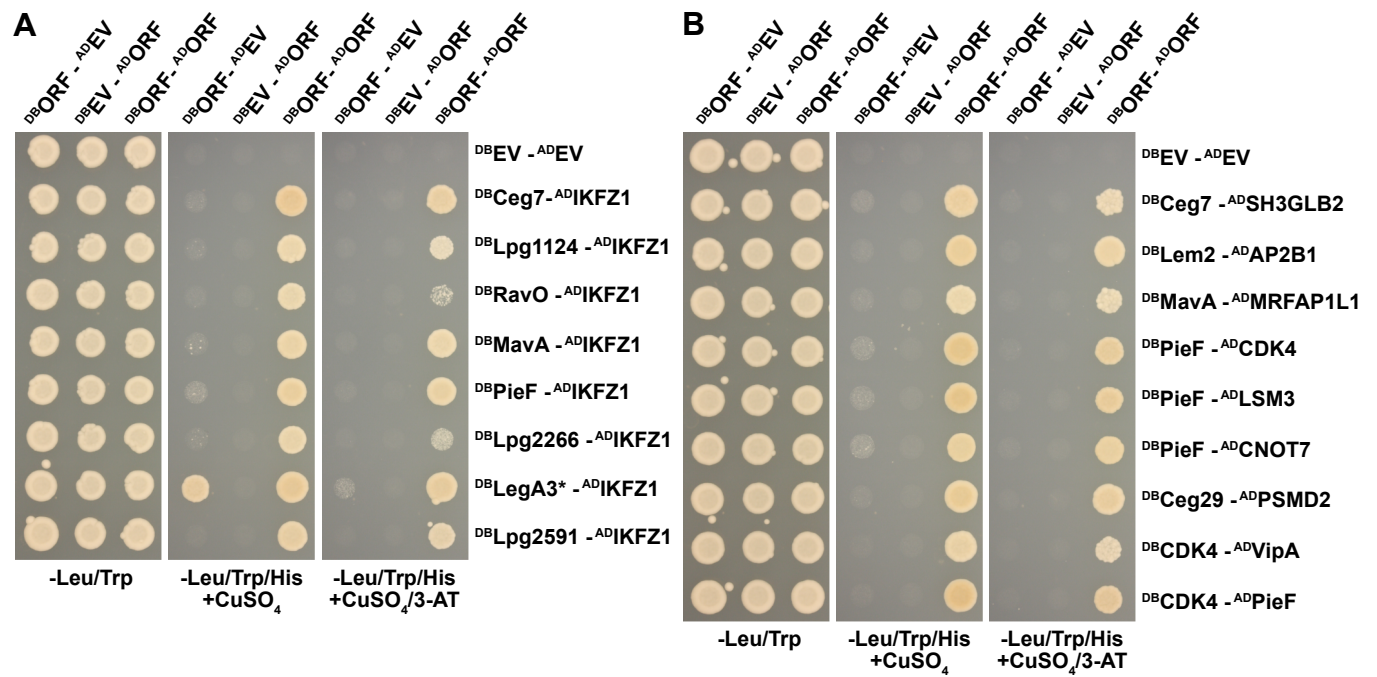 A
DBORF - ADEV
DBEV - ADORF
DBORF- ADORF
DBORF- ADEV
DBEV - ADORF
DBORF- ADORF
DBORF - ADEV
DBEV - ADORF
DBORF- ADORF
DBEV - ADEV
DBCeg7- ADIKFZ1
DBLpg1124 - ADIKFZ1
DBRavO - ADIKFZ1
DBMavA - ADIKFZ1
DBPieF - ADIKFZ1
DBLpg2266 - ADIKFZ1
DBLegA3* - ADIKFZ1
DBLpg2591 - ADIKFZ1
-Leu/Trp
-Leu/Trp/His
+CuSO4
-Leu/Trp/His
+CuSO4/3-AT
B
DBORF - ADEV
DBEV - ADORF
DBORF- ADORF
DBORF - ADEV
DBEV - ADORF
DBORF- ADORF
DBORF - ADEV
DBEV - ADORF
DBORF- ADORF
DBEV - ADEV
DBCeg7 - ADSH3GLB2
DBLem2 - ADAP2B1
DBMavA - ADMRFAP1L1
DBPieF - ADCDK4
DBPieF - ADLSM3
DBPieF - ADCNOT7
DBCeg29 - ADPSMD2
DBCDK4 - ADVipA
DBCDK4 - ADPieF
-Leu/Trp
-Leu/Trp/His
+CuSO4
-Leu/Trp/His
+CuSO4/3-AT